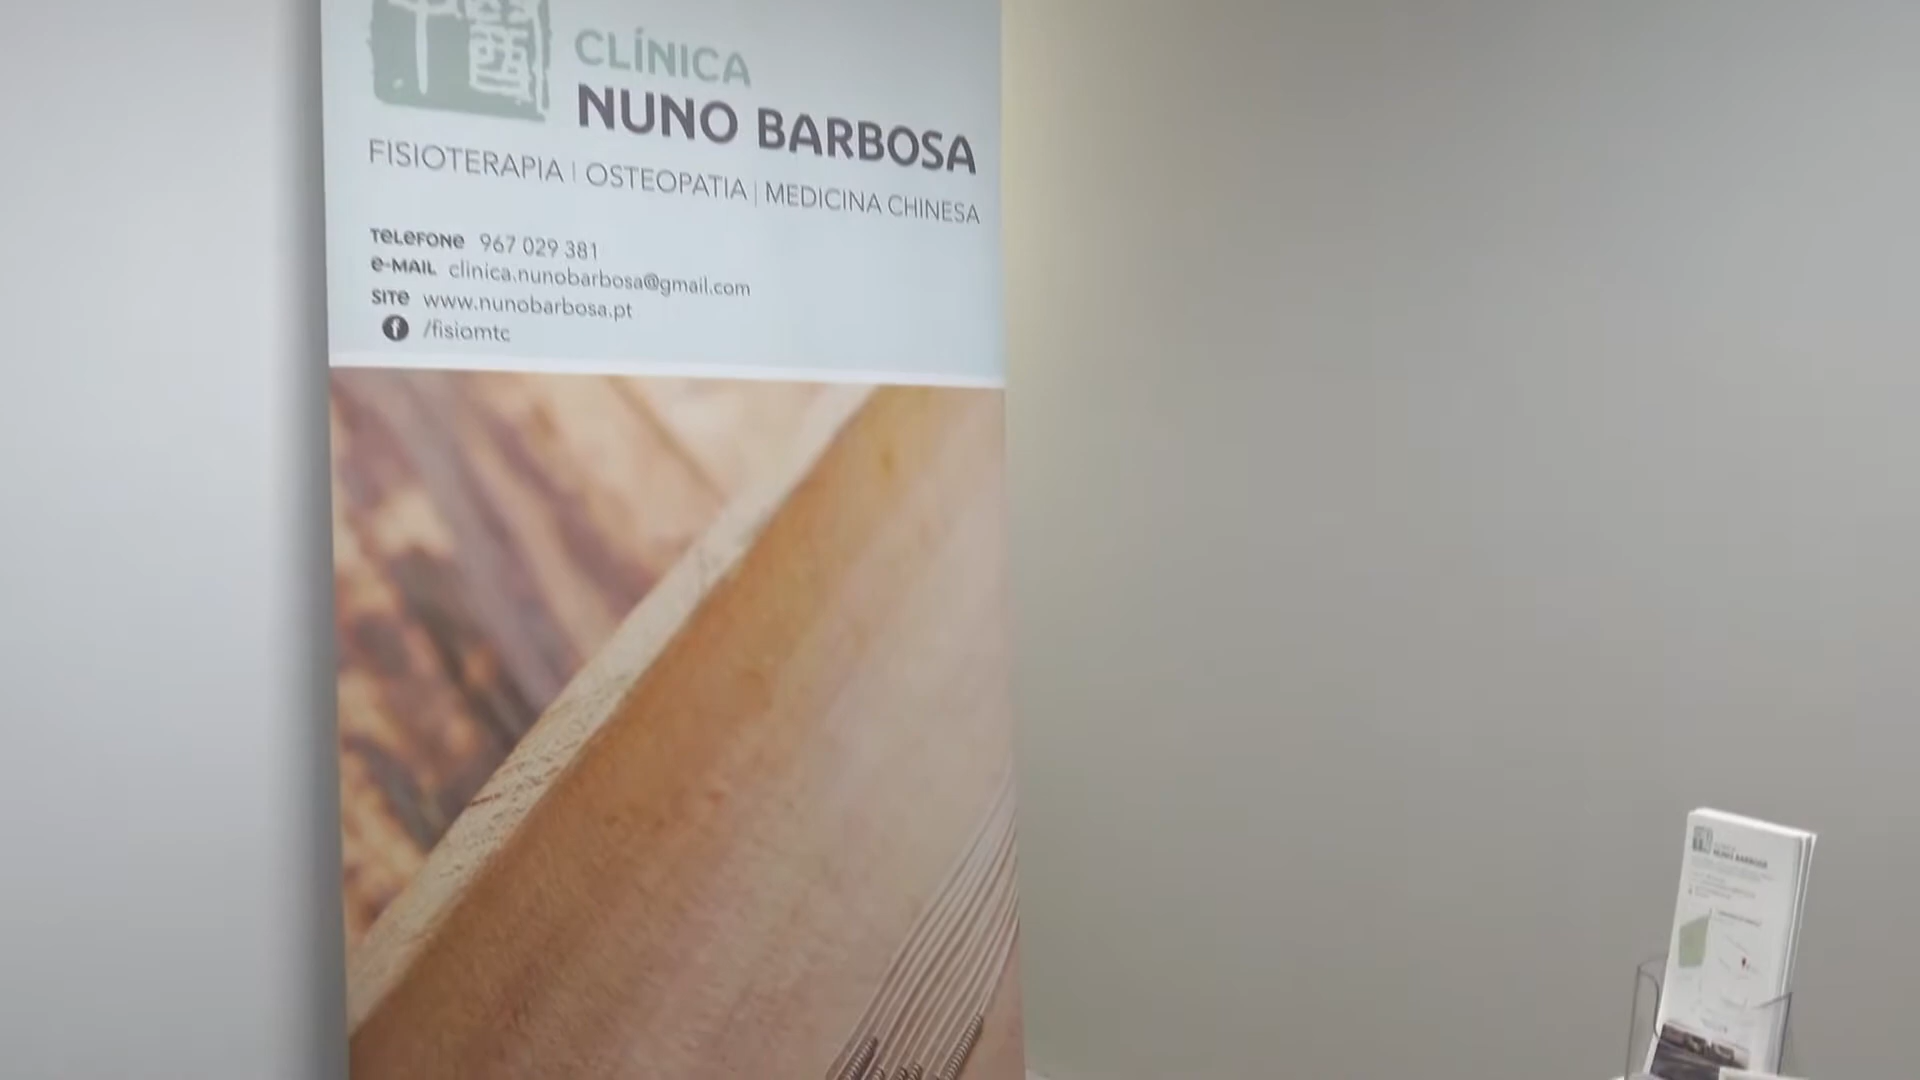 CLÍNICA
NUNO BARBOSA
FISIOTERAPIA | OSTEOPATIA | MEDICINA CHINESA
TELEFONE 967 029 381
e-MAIL clinica.nunobarbosa@gmail.com
SITE www.nunobarbosa.pt
/fisiomtc
NUNO BARBOSA